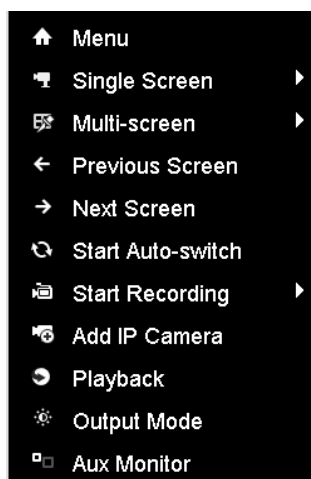 Menu
Single Screen
Multi-screen
Previous Screen
Next Screen
Start Auto-switch
Start Recording
Add IP Camera
Playback
Output Mode
Aux Monitor